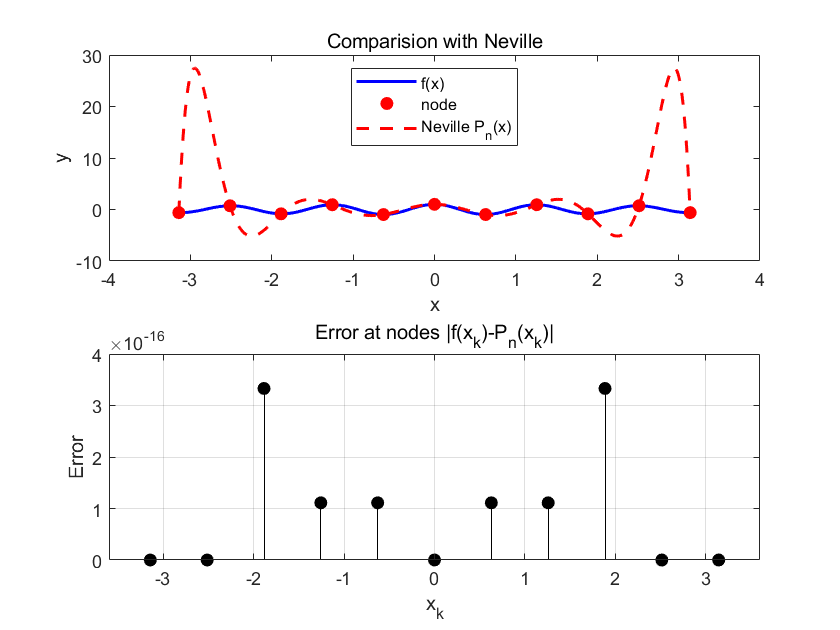 Comparision with Neville
30
20
10
0
-10
y
f(x)
node
Neville P_n(x)
-4 -3 -2 -1 0 1 2 3 4
x
Error at nodes |f(x_k)-P_n(x_k)|
×10^-16
4
3
2
1
0
Error
-3 -2 -1 0 1 2 3
x_k